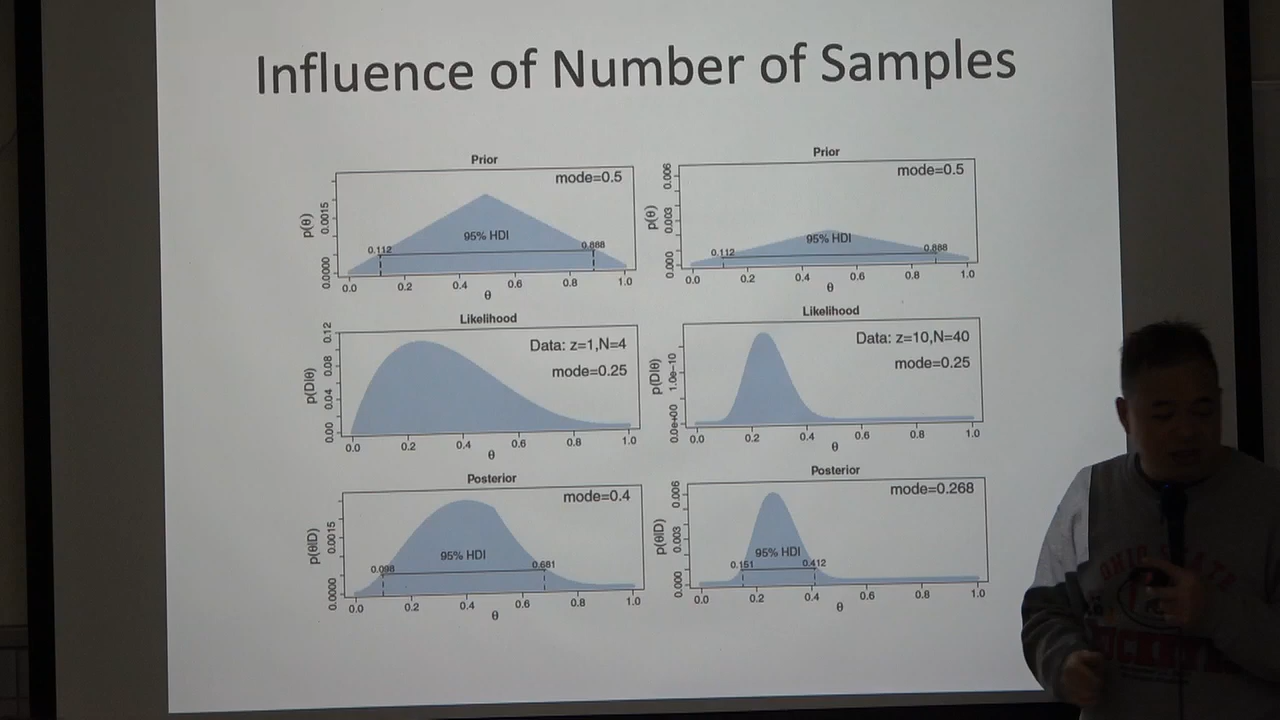 Influence of Number of Samples
Prior
mode=0.5
p(θ)
0.0000 0.0015
95% HDI
0.112 0.888
0.0 0.2 0.4 0.6 0.8 1.0
θ
Prior
mode=0.5
p(θ)
0.000 0.003 0.006
95% HDI
0.112 0.888
0.0 0.2 0.4 0.6 0.8 1.0
θ
Likelihood
Data: z=1,N=4
mode=0.25
p(D|θ)
0.00 0.04 0.08 0.12
0.0 0.2 0.4 0.6 0.8 1.0
θ
Likelihood
Data: z=10,N=40
mode=0.25
p(D|θ)
0.0e+00 1.0e-10
0.0 0.2 0.4 0.6 0.8 1.0
θ
Posterior
mode=0.4
p(θ|D)
0.0000 0.0015
95% HDI
0.098 0.681
0.0 0.2 0.4 0.6 0.8 1.0
θ
Posterior
mode=0.268
p(θ|D)
0.000 0.003 0.006
95% HDI
0.151 0.412
0.0 0.2 0.4 0.6 0.8 1.0
θ